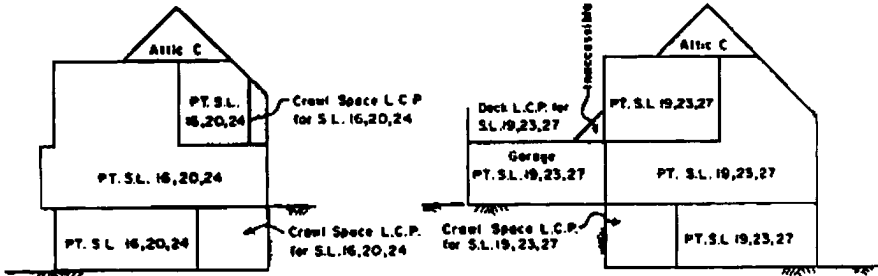 Attic C
PT. S.L.
16,20,24
Crawl Space L.C.P
for S.L. 16,20,24
PT. S.L. 16,20,24
PT. S.L 16,20,24
Crawl Space L.C.P.
for S.L. 16,20,24
Attic C
Inaccessible
Deck L.C.P. for
S.L. 19,23,27
PT. S.L 19,23,27
Garage
PT. S.L. 19,23,27
PT. S.L. 19,23,27
Crawl Space L.C.P.
for S.L. 19,23,27
PT. S.L 19,23,27